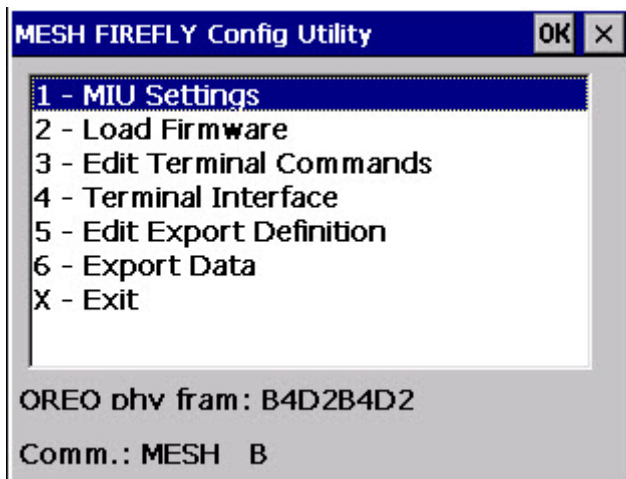 MESH FIREFLY Config Utility OK ×
1 - MIU Settings
2 - Load Firmware
3 - Edit Terminal Commands
4 - Terminal Interface
5 - Edit Export Definition
6 - Export Data
X - Exit
OREO phy fram: B4D2B4D2
Comm.: MESH B